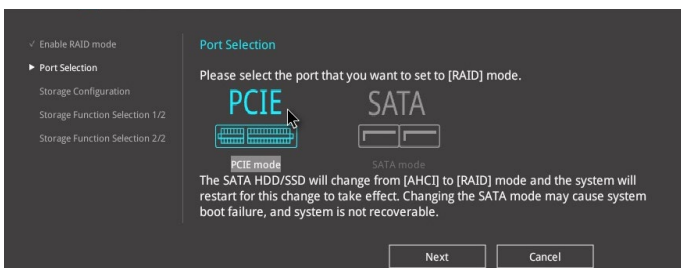 ✓ Enable RAID mode
► Port Selection
Storage Configuration
Storage Function Selection 1/2
Storage Function Selection 2/2
Port Selection
Please select the port that you want to set to [RAID] mode.
PCIE
SATA
PCIE mode
SATA mode
The SATA HDD/SSD will change from [AHCI] to [RAID] mode and the system will
restart for this change to take effect. Changing the SATA mode may cause system
boot failure, and system is not recoverable.
Next
Cancel